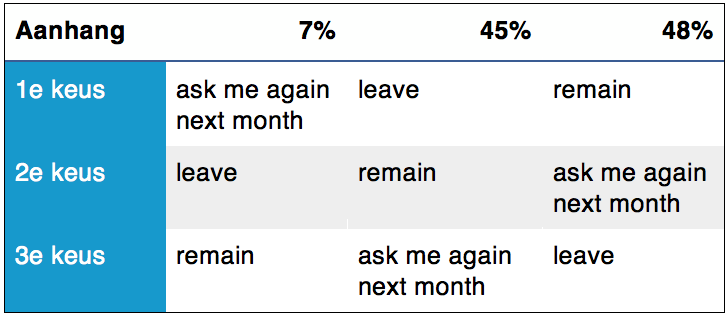 Aanhang 7% 45% 48%
1e keus ask me again leave remain
next month
2e keus leave remain ask me again
next month
3e keus remain ask me again leave
next month